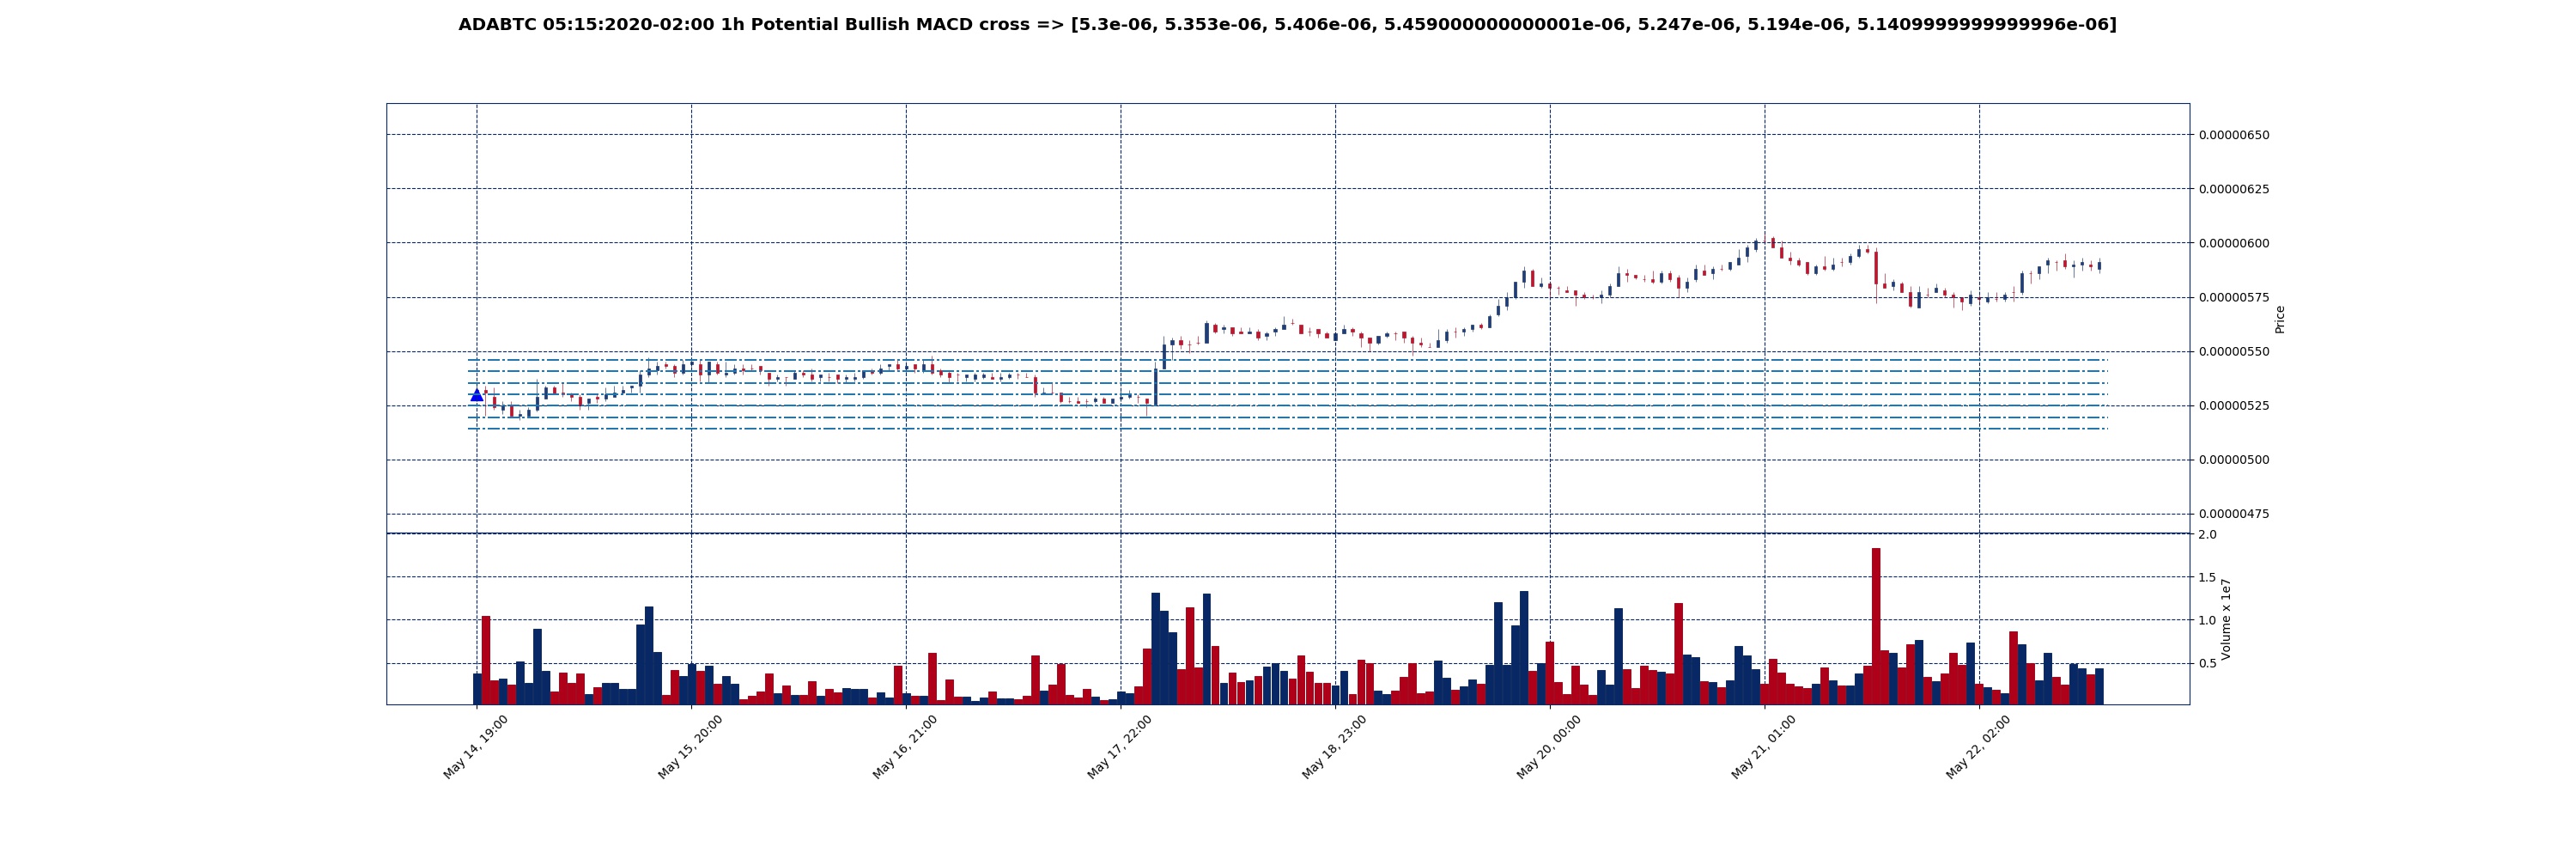 ADABTC 05:15:2020-02:00 1h Potential Bullish MACD cross => [5.3e-06, 5.353e-06, 5.406e-06, 5.459000000000001e-06, 5.247e-06, 5.194e-06, 5.1409999999999996e-06]
0.00000650
0.00000625
0.00000600
0.00000575
Price
0.00000550
0.00000525
0.00000500
0.00000475
2.0
1.5
Volume x 1e7
1.0
0.5
May 14, 19:00
May 15, 20:00
May 16, 21:00
May 17, 22:00
May 18, 23:00
May 20, 00:00
May 21, 01:00
May 22, 02:00